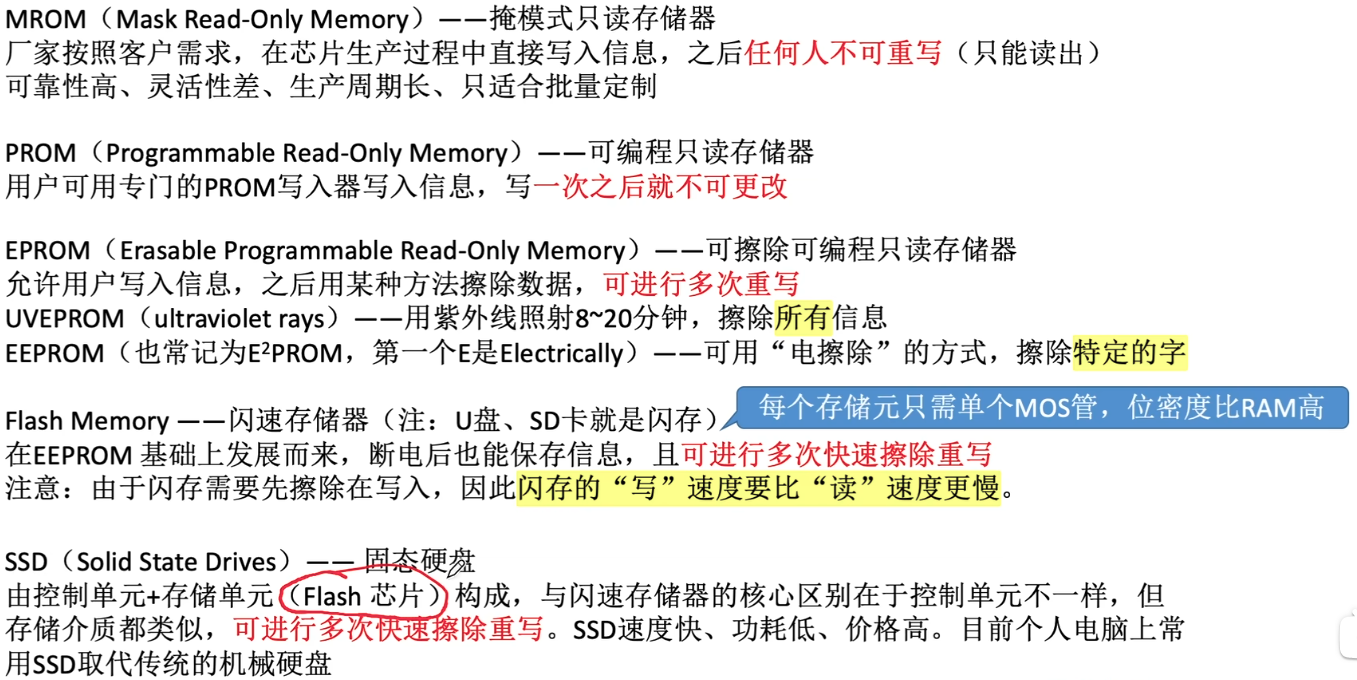 MROM（Mask Read-Only Memory）——掩模式只读存储器
厂家按照客户需求，在芯片生产过程中直接写入信息，之后任何人不可重写（只能读出）
可靠性高、灵活性差、生产周期长、只适合批量定制
PROM（Programmable Read-Only Memory）——可编程只读存储器
用户可用专门的PROM写入器写入信息，写一次之后就不可更改
EPROM（Erasable Programmable Read-Only Memory）——可擦除可编程只读存储器
允许用户写入信息，之后用某种方法擦除数据，可进行多次重写
UVEPROM（ultraviolet rays）——用紫外线照射8~20分钟，擦除所有信息
EEPROM（也常记为E²PROM，第一个E是Electrically）——可用“电擦除”的方式，擦除特定的字
每个存储元只需单个MOS管，位密度比RAM高
Flash Memory ——闪速存储器（注：U盘、SD卡就是闪存）
在EEPROM 基础上发展而来，断电后也能保存信息，且可进行多次快速擦除重写
注意：由于闪存需要先擦除在写入，因此闪存的“写”速度要比“读”速度更慢。
SSD（Solid State Drives）—— 固态硬盘
由控制单元+存储单元（Flash 芯片）构成，与闪速存储器的核心区别在于控制单元不一样，但
存储介质都类似，可进行多次快速擦除重写。SSD速度快、功耗低、价格高。目前个人电脑上常
用SSD取代传统的机械硬盘